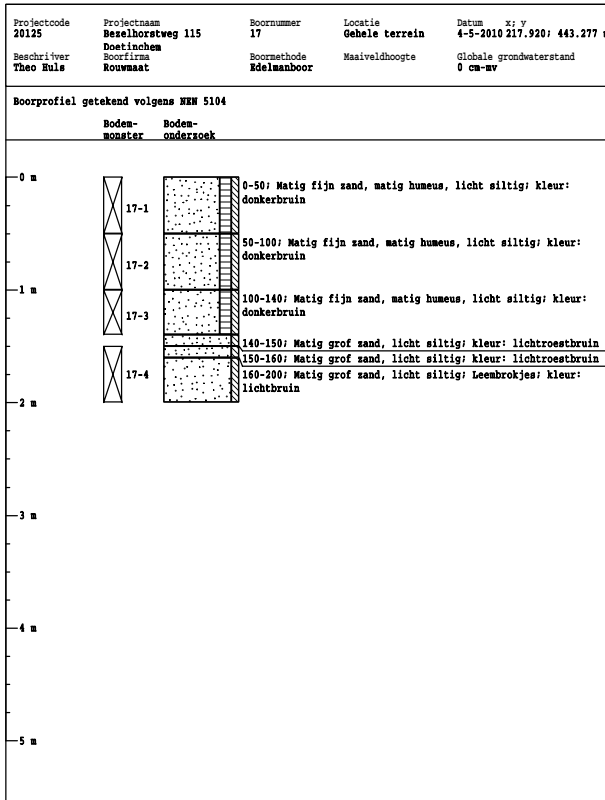 Projectcode Projectnaam Boornummer Locatie Datum x; y
20125 Bezelhorstweg 115 17 Gehele terrein 4-5-2010 217.920; 443.277
Doetinchem
Beschrijver Boorfirma Boormethode Maaiveldhoogte Globale grondwaterstand
Theo Huls Rouwmaat Edelmanboor 0 cm-mv
Boorprofiel getekend volgens NEN 5104
Bodem- Bodem-
monster onderzoek
0 m
17-1
0-50; Matig fijn zand, matig humeus, licht siltig; kleur:
donkerbruin
17-2
50-100; Matig fijn zand, matig humeus, licht siltig; kleur:
donkerbruin
1 m
17-3
100-140; Matig fijn zand, matig humeus, licht siltig; kleur:
donkerbruin
140-150; Matig grof zand, licht siltig; kleur: lichtroestbruin
150-160; Matig grof zand, licht siltig; kleur: lichtroestbruin
17-4
160-200; Matig grof zand, licht siltig; Leembrokjes; kleur:
lichtbruin
2 m
3 m
4 m
5 m